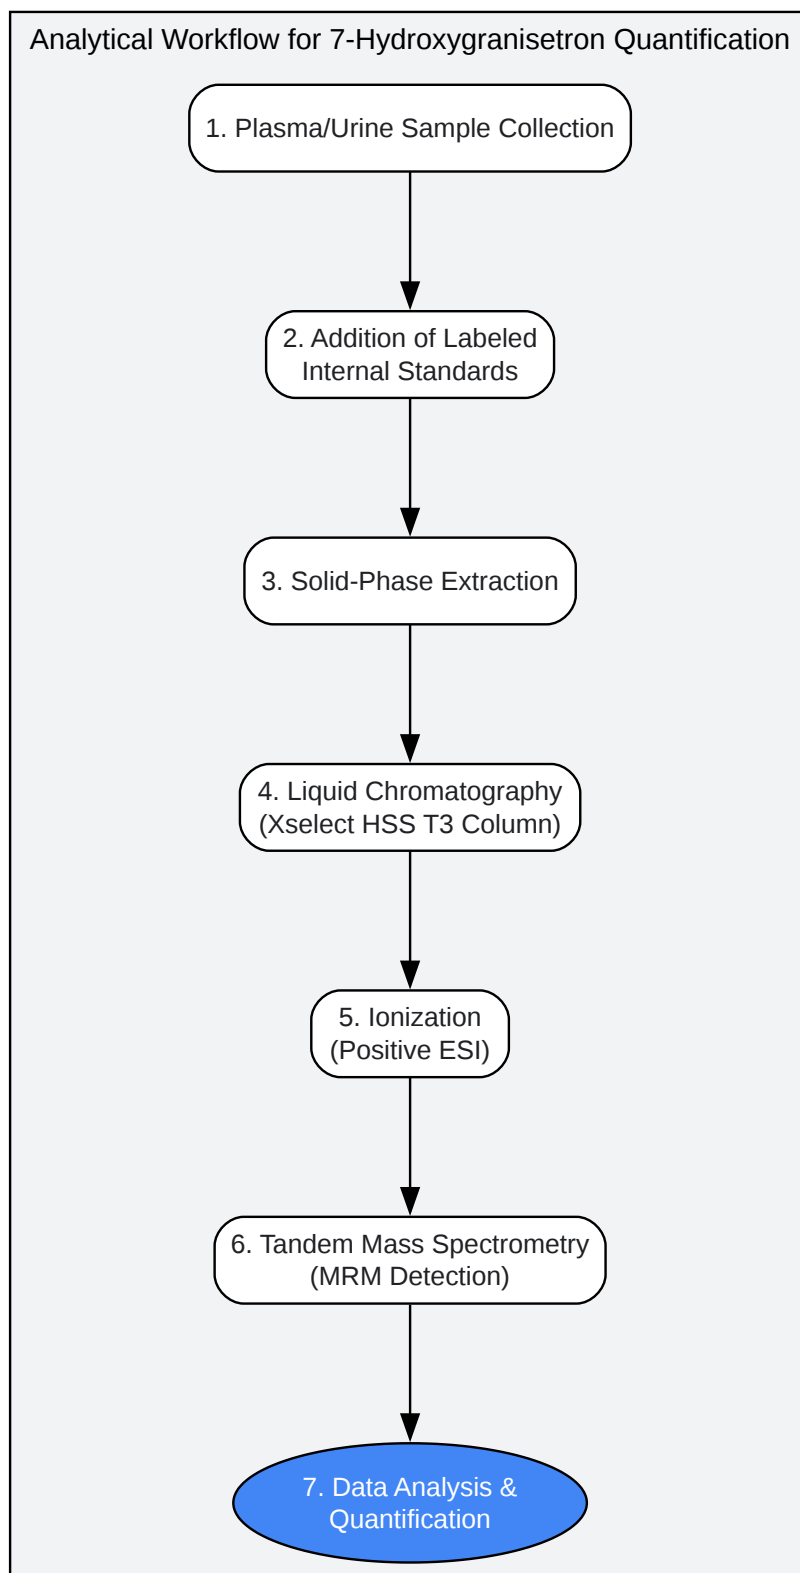 Analytical Workflow for 7-Hydroxygranisetron Quantification
1. Plasma/Urine Sample Collection
2. Addition of Labeled
Internal Standards
3. Solid-Phase Extraction
4. Liquid Chromatography
(Xselect HSS T3 Column)
5. Ionization
(Positive ESI)
6. Tandem Mass Spectrometry
(MRM Detection)
7. Data Analysis &
Quantification